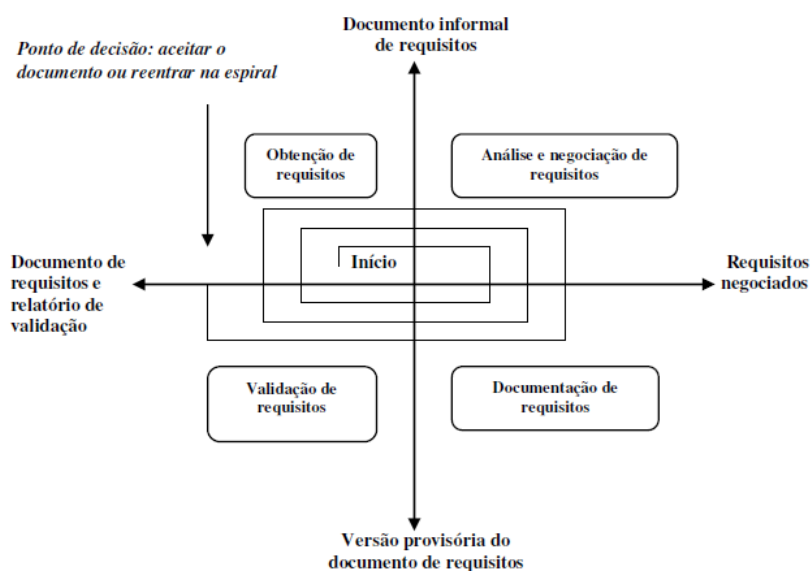 Documento informal
de requisitos
Ponto de decisão: aceitar o
documento ou reentrar na espiral
Obtenção de
requisitos
Análise e negociação de
requisitos
Início
Documento de
requisitos e
relatório de
validação
Requisitos
negociados
Validação de
requisitos
Documentação de
requisitos
Versão provisória do
documento de requisitos